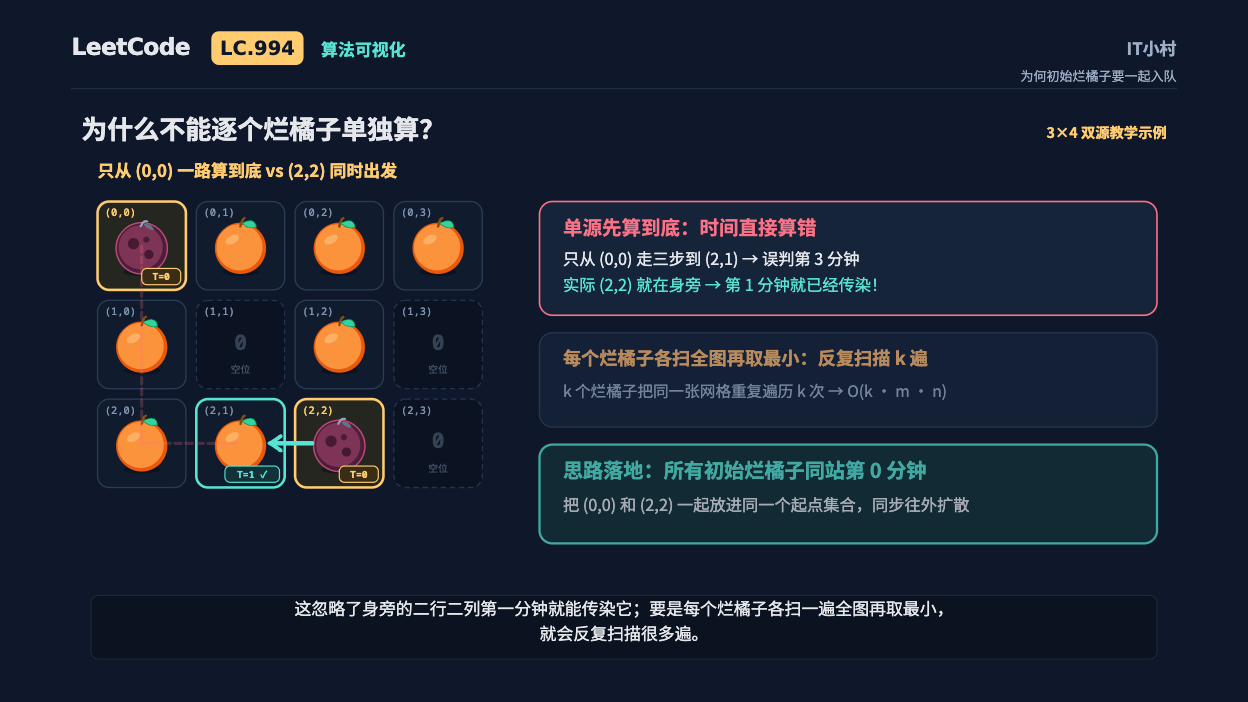 LeetCode LC.994 算法可视化
IT小村
为何初始烂橘子要一起入队
为什么不能逐个烂橘子单独算？
3×4 双源教学示例
只从 (0,0) 一路算到底 vs (2,2) 同时出发
(0,0) (0,1) (0,2) (0,3)
T=0
(1,0) (1,1) (1,2) (1,3)
0 0
空位 空位
(2,0) (2,1) (2,2) (2,3)
0
空位
T=1 ✓ T=0
单源先算到底：时间直接算错
只从 (0,0) 走三步到 (2,1) → 误判第 3 分钟
实际 (2,2) 就在身旁 → 第 1 分钟就已经传染！
每个烂橘子各扫全图再取最小：反复扫描 k 遍
k 个烂橘子把同一张网格重复遍历 k 次 → O(k · m · n)
思路落地：所有初始烂橘子同站第 0 分钟
把 (0,0) 和 (2,2) 一起放进同一个起点集合，同步往外扩散
这忽略了身旁的二行二列第一分钟就能传染它；要是每个烂橘子各扫一遍全图再取最小，
就会反复扫描很多遍。